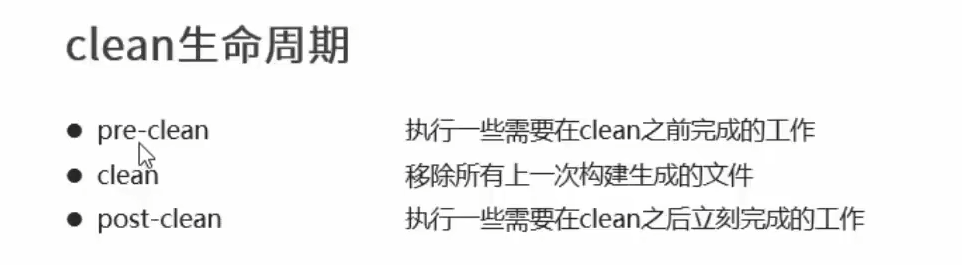 clean生命周期
● pre-clean 执行一些需要在clean之前完成的工作
● clean 移除所有上一次构建生成的文件
● post-clean 执行一些需要在clean之后立刻完成的工作